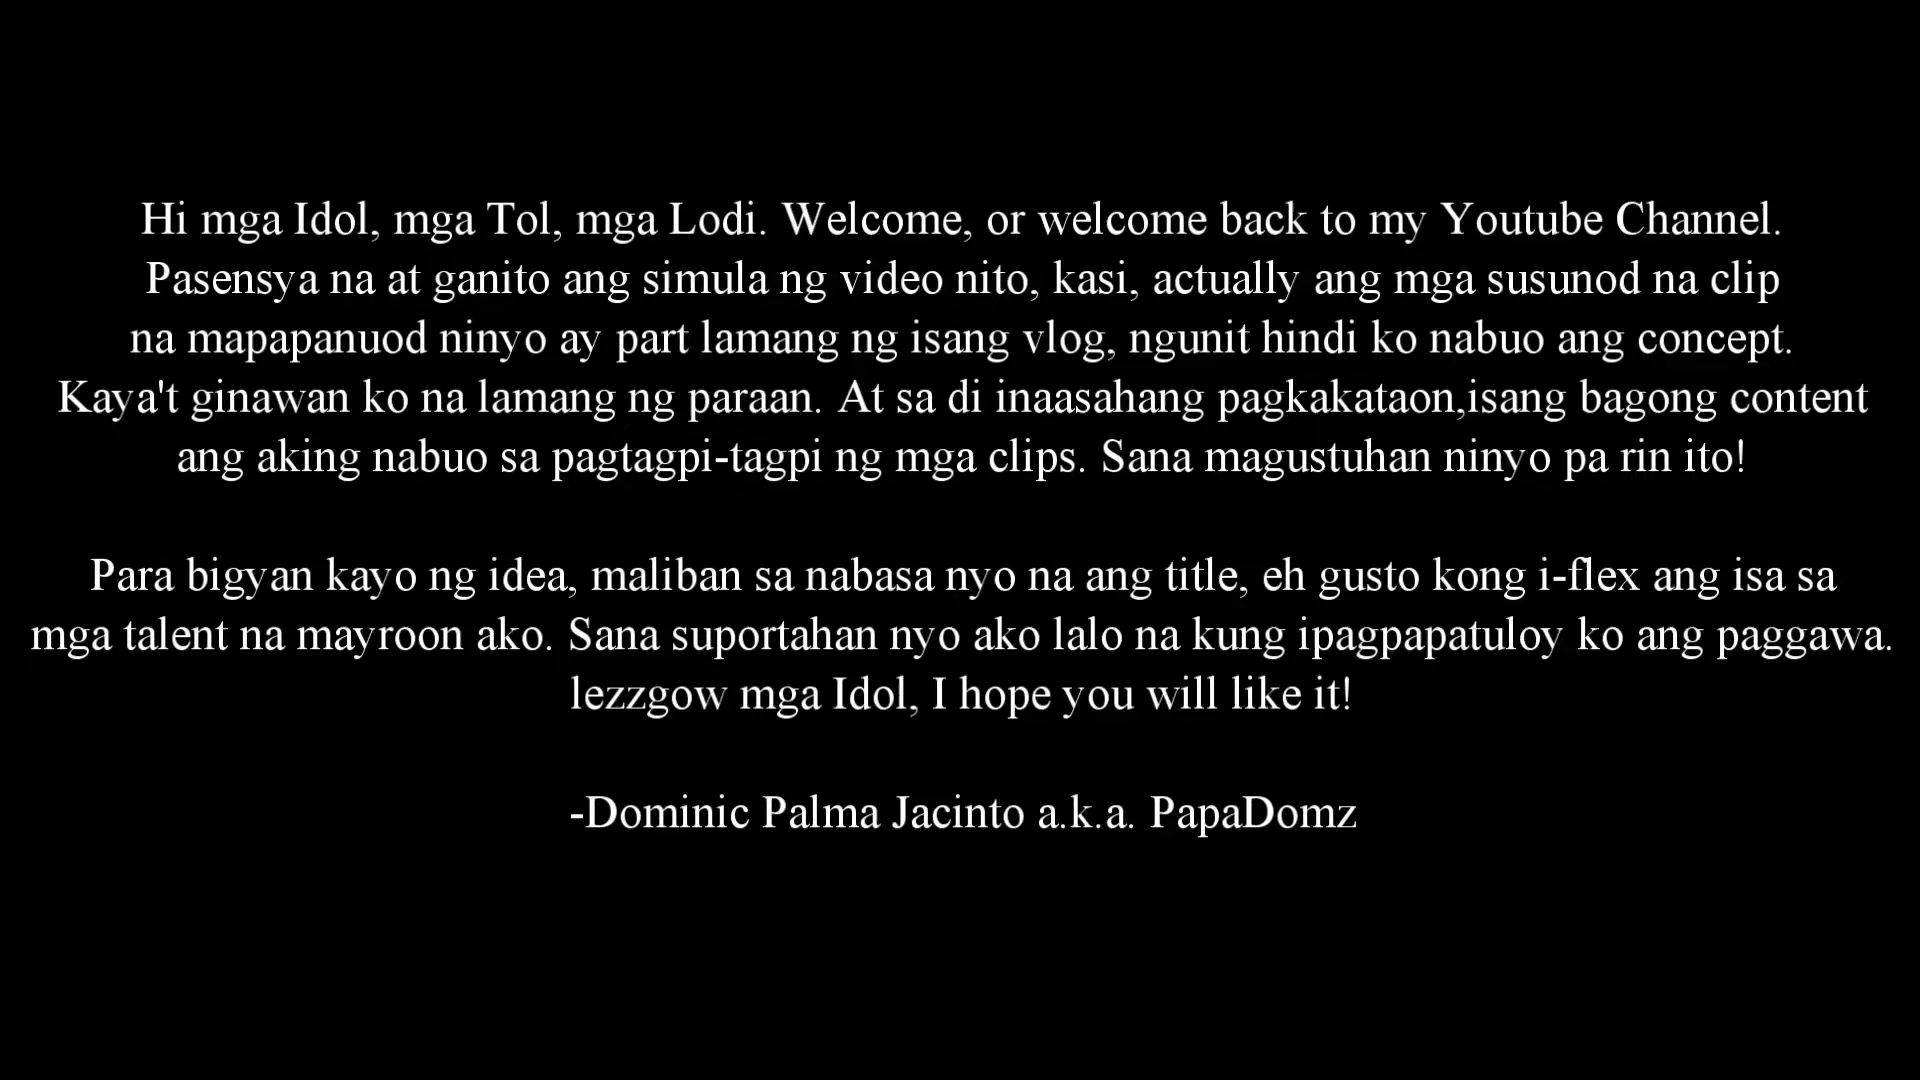 Hi mga Idol, mga Tol, mga Lodi. Welcome, or welcome back to my Youtube Channel.
Pasensya na at ganito ang simula ng video nito, kasi, actually ang mga susunod na clip
na mapapanuod ninyo ay part lamang ng isang vlog, ngunit hindi ko nabuo ang concept.
Kaya't ginawan ko na lamang ng paraan. At sa di inaasahang pagkakataon,isang bagong content
ang aking nabuo sa pagtagpi-tagpi ng mga clips. Sana magustuhan ninyo pa rin ito!
Para bigyan kayo ng idea, maliban sa nabasa nyo na ang title, eh gusto kong i-flex ang isa sa
mga talent na mayroon ako. Sana suportahan nyo ako lalo na kung ipagpapatuloy ko ang paggawa.
lezzgow mga Idol, I hope you will like it!
-Dominic Palma Jacinto a.k.a. PapaDomz